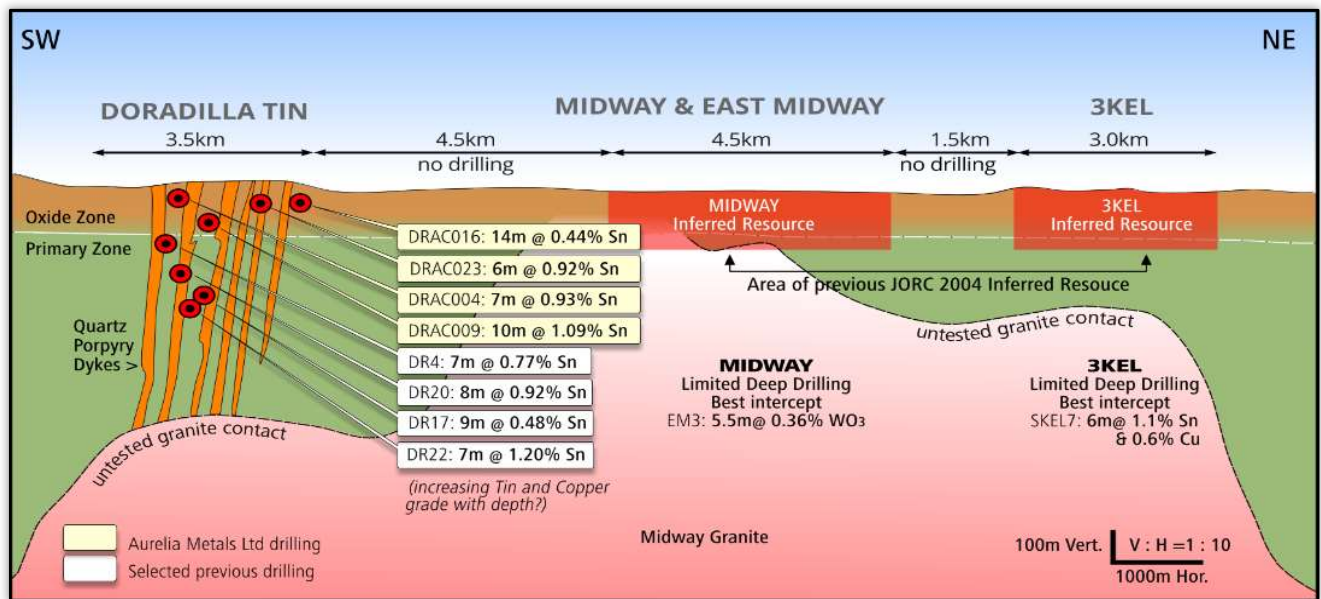 SW
NE
DORADILLA TIN
MIDWAY & EAST MIDWAY
3KEL
3.5km
4.5km
4.5km
1.5km
3.0km
no drilling
no drilling
Oxide Zone
Primary Zone
MIDWAY
Inferred Resource
3KEL
Inferred Resource
DRAC016: 14m @ 0.44% Sn
DRAC023: 6m @ 0.92% Sn
DRAC004: 7m @ 0.93% Sn
DRAC009: 10m @ 1.09% Sn
DR4: 7m @ 0.77% Sn
DR20: 8m @ 0.92% Sn
DR17: 9m @ 0.48% Sn
DR22: 7m @ 1.20% Sn
(increasing Tin and Copper
grade with depth?)
Area of previous JORC 2004 Inferred Resouce
untested granite contact
Quartz
Porpyry
Dykes >
untested granite contact
MIDWAY
Limited Deep Drilling
Best intercept
EM3: 5.5m@ 0.36% WO3
3KEL
Limited Deep Drilling
Best intercept
SKEL7: 6m@ 1.1% Sn
& 0.6% Cu
Midway Granite
Aurelia Metals Ltd drilling
Selected previous drilling
100m Vert.
V : H =1 : 10
1000m Hor.